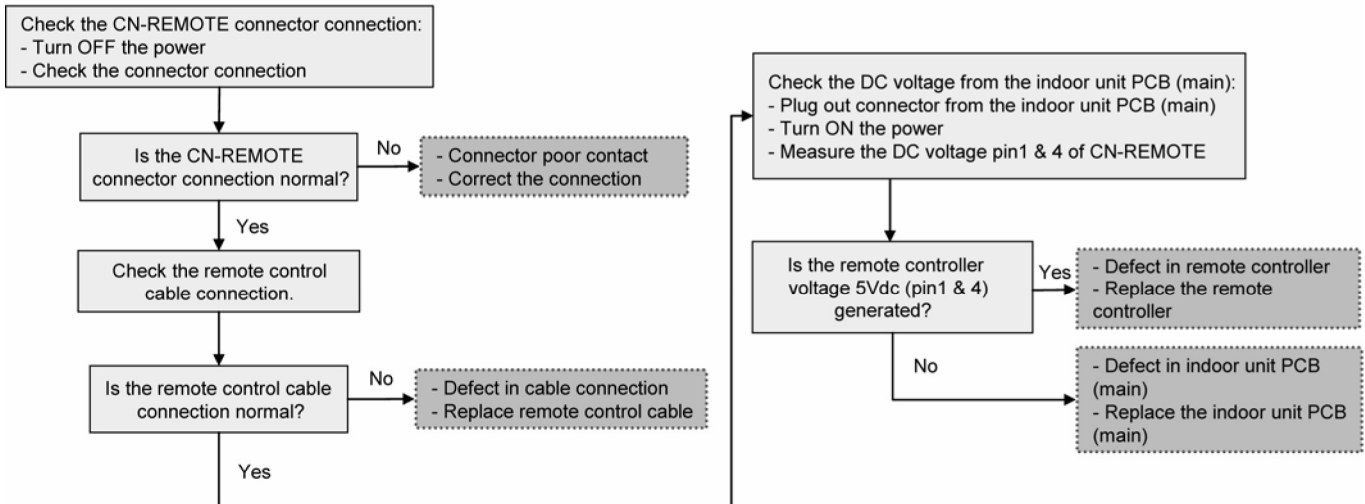 Check the CN-REMOTE connector connection:
- Turn OFF the power
- Check the connector connection
Is the CN-REMOTE
connector connection normal?
No
- Connector poor contact
- Correct the connection
Yes
Check the remote control
cable connection.
Is the remote control cable
connection normal?
No
- Defect in cable connection
- Replace remote control cable
Yes
Check the DC voltage from the indoor unit PCB (main):
- Plug out connector from the indoor unit PCB (main)
- Turn ON the power
- Measure the DC voltage pin1 & 4 of CN-REMOTE
Is the remote controller
voltage 5Vdc (pin1 & 4)
generated?
Yes
- Defect in remote controller
- Replace the remote
controller
No
- Defect in indoor unit PCB
(main)
- Replace the indoor unit PCB
(main)